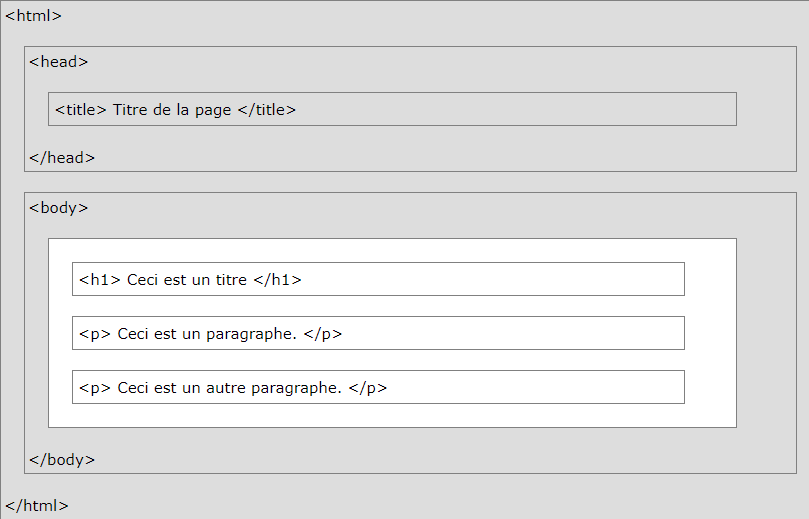 <html>
<head>
<title> Titre de la page </title>
</head>
<body>
<h1> Ceci est un titre </h1>
<p> Ceci est un paragraphe. </p>
<p> Ceci est un autre paragraphe. </p>
</body>
</html>